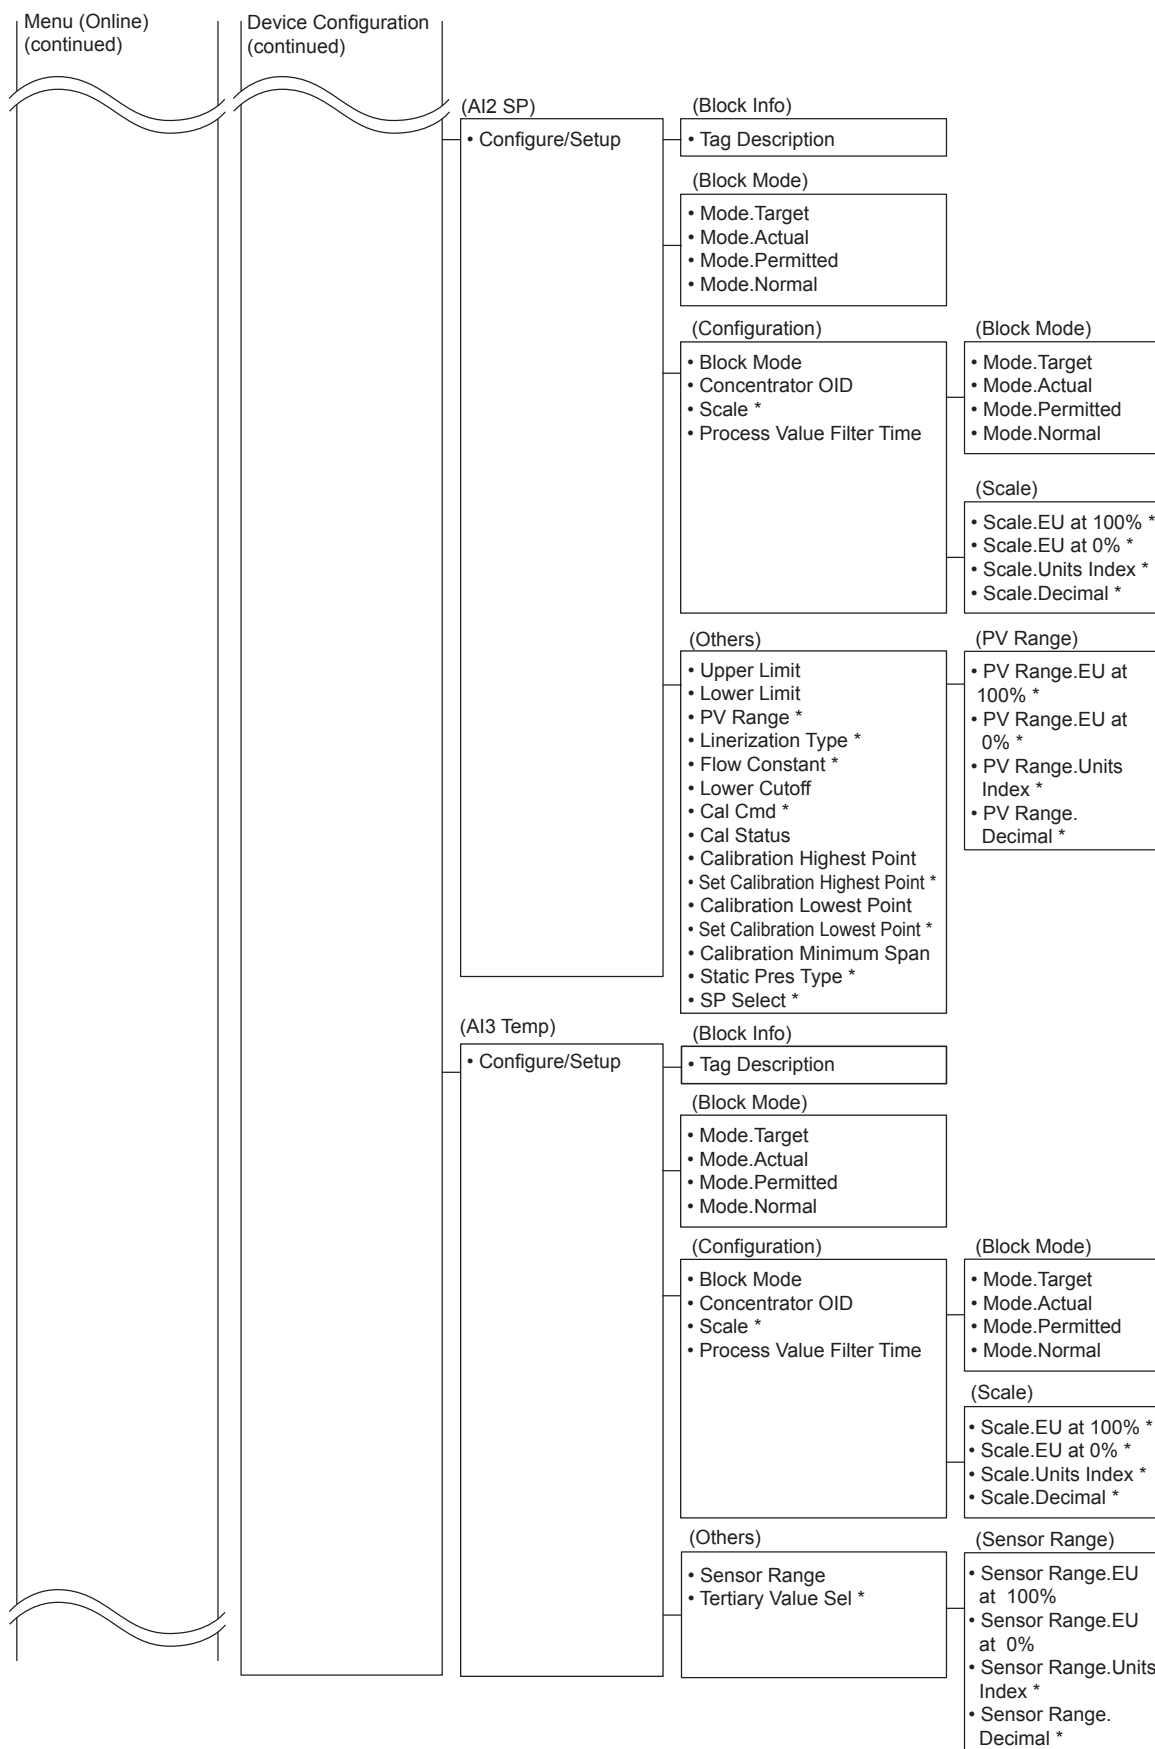 Menu (Online)
(continued)
Device Configuration
(continued)
(AI2 SP)
• Configure/Setup
(Block Info)
• Tag Description
(Block Mode)
• Mode.Target
• Mode.Actual
• Mode.Permitted
• Mode.Normal
(Configuration)
• Block Mode
• Concentrator OID
• Scale *
• Process Value Filter Time
(Block Mode)
• Mode.Target
• Mode.Actual
• Mode.Permitted
• Mode.Normal
(Scale)
• Scale.EU at 100% *
• Scale.EU at 0% *
• Scale.Units Index *
• Scale.Decimal *
(Others)
• Upper Limit
• Lower Limit
• PV Range *
• Linerization Type *
• Flow Constant *
• Lower Cutoff
• Cal Cmd *
• Cal Status
• Calibration Highest Point
• Set Calibration Highest Point *
• Calibration Lowest Point
• Set Calibration Lowest Point *
• Calibration Minimum Span
• Static Pres Type *
• SP Select *
(PV Range)
• PV Range.EU at
100% *
• PV Range.EU at
0% *
• PV Range.Units
Index *
• PV Range.
Decimal *
(AI3 Temp)
• Configure/Setup
(Block Info)
• Tag Description
(Block Mode)
• Mode.Target
• Mode.Actual
• Mode.Permitted
• Mode.Normal
(Configuration)
• Block Mode
• Concentrator OID
• Scale *
• Process Value Filter Time
(Block Mode)
• Mode.Target
• Mode.Actual
• Mode.Permitted
• Mode.Normal
(Scale)
• Scale.EU at 100% *
• Scale.EU at 0% *
• Scale.Units Index *
• Scale.Decimal *
(Others)
• Sensor Range
• Tertiary Value Sel *
(Sensor Range)
• Sensor Range.EU
at 100%
• Sensor Range.EU
at 0%
• Sensor Range.Units
Index *
• Sensor Range.
Decimal *